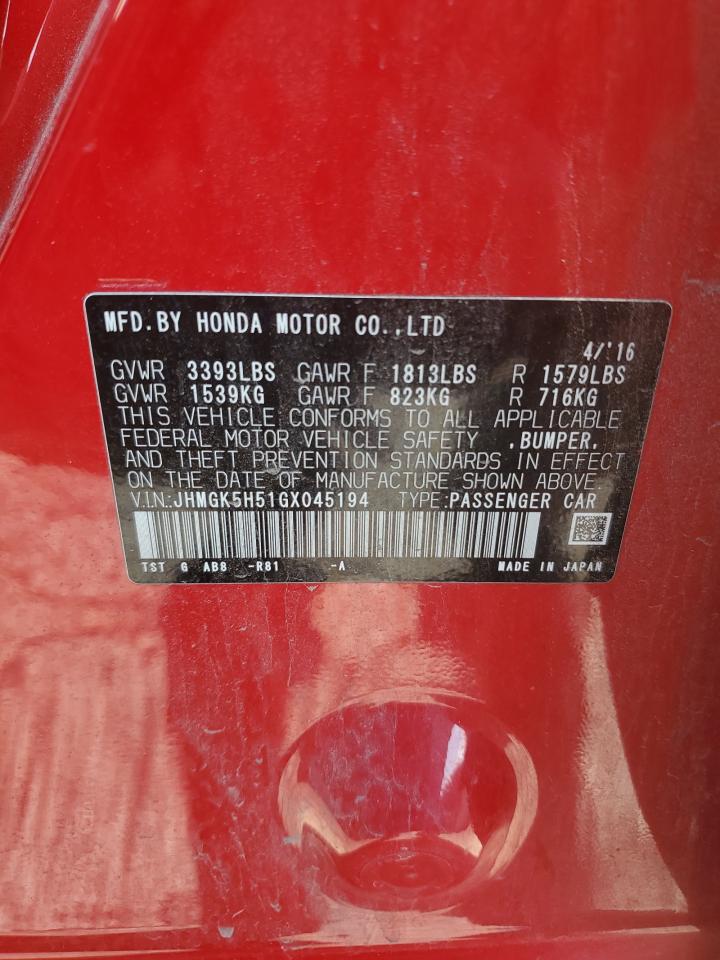 MFD.BY HONDA MOTOR CO.,LTD
4/'16
GVWR 3393LBS GAWR F 1813LBS R 1579LBS
GVWR 1539KG GAWR F 823KG R 716KG
THIS VEHICLE CONFORMS TO ALL APPLICABLE
FEDERAL MOTOR VEHICLE SAFETY ,BUMPER,
AND THEFT PREVENTION STANDARDS IN EFFECT
ON THE DATE OF MANUFACTURE SHOWN ABOVE.
V.I.N.:JHMGK5H51GX045194 TYPE:PASSENGER CAR
TST G AB8 -R81 -A MADE IN JAPAN